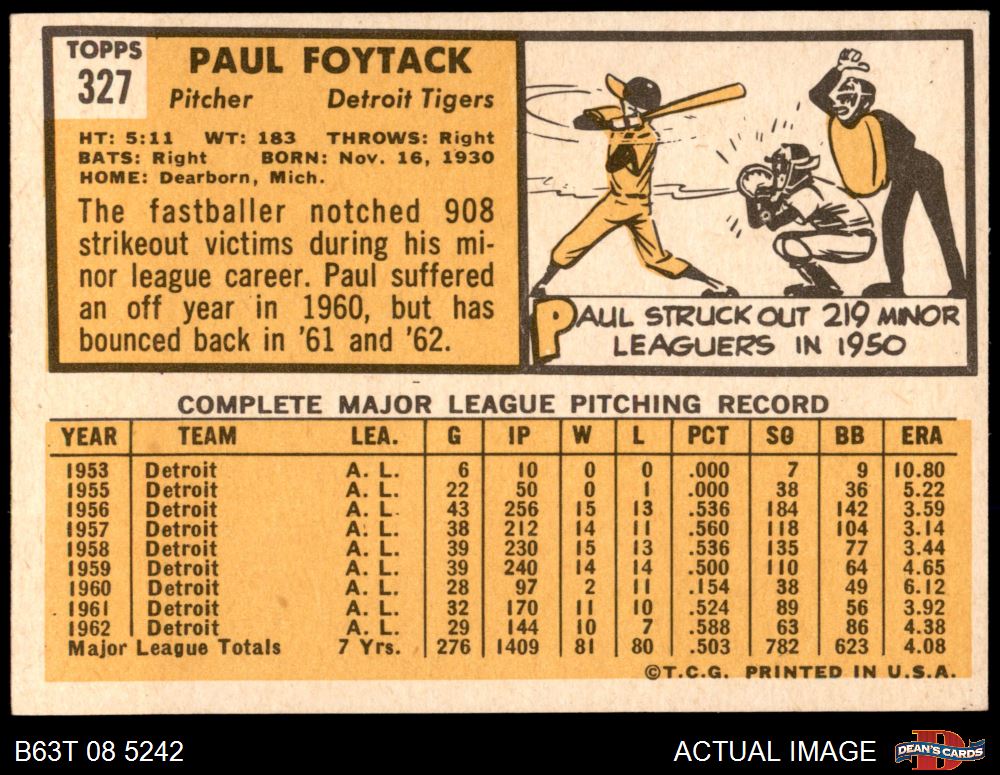 TOPPS
327
PAUL FOYTACK
Pitcher Detroit Tigers
HT: 5:11 WT: 183 THROWS: Right
BATS: Right BORN: Nov. 16, 1930
HOME: Dearborn, Mich.
The fastballer notched 908
strikeout victims during his mi-
nor league career. Paul suffered
an off year in 1960, but has
bounced back in '61 and '62.
PAUL STRUCK OUT 219 MINOR
LEAGUERS IN 1950
COMPLETE MAJOR LEAGUE PITCHING RECORD
YEAR TEAM LEA. G IP W L PCT SO BB ERA
1953 Detroit A. L. 6 10 0 0 .000 7 9 10.80
1955 Detroit A. L. 22 50 0 1 .000 38 36 5.22
1956 Detroit A. L. 43 256 15 13 .536 184 142 3.59
1957 Detroit A. L. 38 212 14 11 .560 118 104 3.14
1958 Detroit A. L. 39 230 15 13 .536 135 77 3.44
1959 Detroit A. L. 39 240 14 14 .500 110 64 4.65
1960 Detroit A. L. 28 97 2 11 .154 38 49 6.12
1961 Detroit A. L. 32 170 11 10 .524 89 56 3.92
1962 Detroit A. L. 29 144 10 7 .588 63 86 4.38
Major League Totals 7 Yrs. 276 1409 81 80 .503 782 623 4.08
©T.C.G. PRINTED IN U.S.A.
B63T 08 5242 ACTUAL IMAGE
D
DEAN'S CARDS